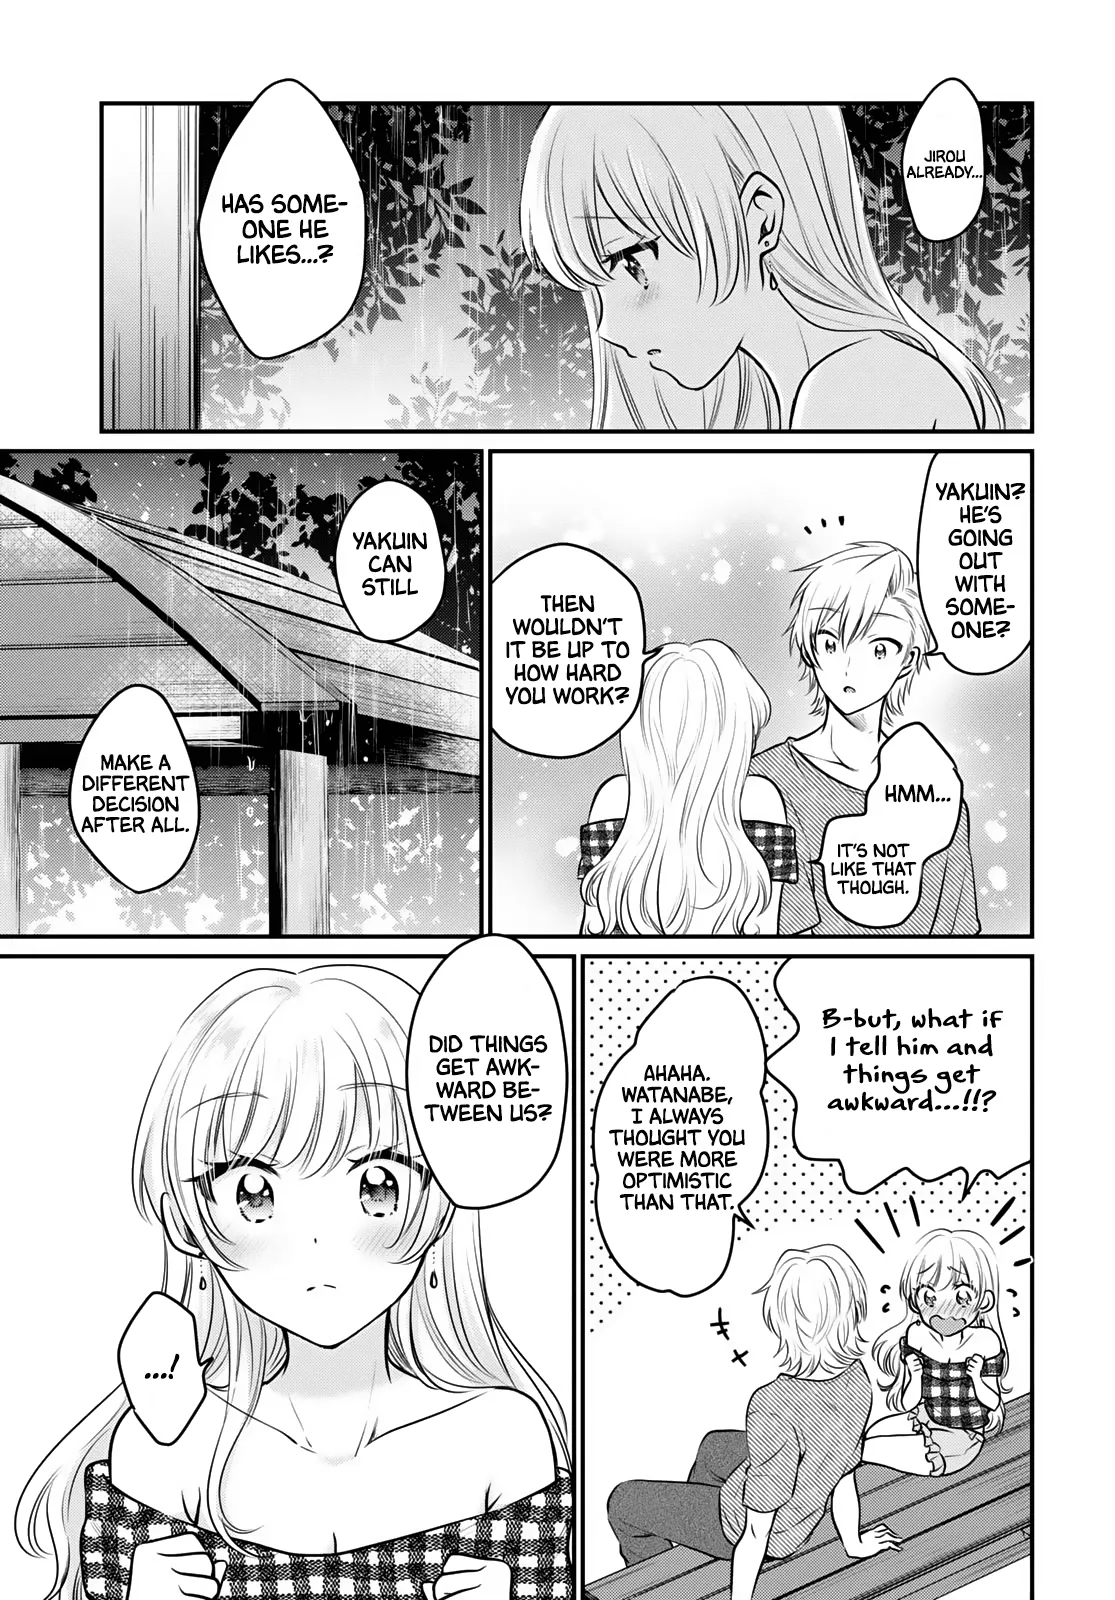 JIROU
ALREADY...
HAS SOME-
ONE HE
LIKES...?
YAKUIN?
HE'S
GOING
OUT
WITH
SOME-
ONE?
THEN
WOULDN'T
IT BE UP TO
HOW HARD
YOU WORK?
HMM...
IT'S NOT
LIKE THAT
THOUGH.
YAKUIN
CAN
STILL
MAKE A
DIFFERENT
DECISION
AFTER ALL.
B-but, what if
I tell him and
things get
awkward...!!?
AHAHA.
WATANABE,
I ALWAYS
THOUGHT YOU
WERE MORE
OPTIMISTIC
THAN THAT.
DID THINGS
GET AWK-
WARD BE-
TWEEN US?
....!